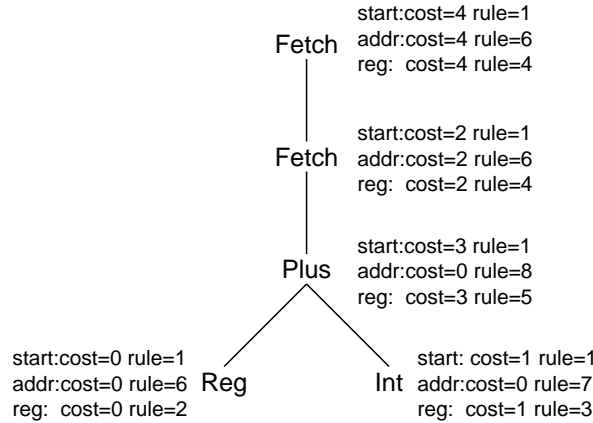 start:cost=4 rule=1
Fetch addr:cost=4 rule=6
reg: cost=4 rule=4
start:cost=2 rule=1
Fetch addr:cost=2 rule=6
reg: cost=2 rule=4
start:cost=3 rule=1
Plus addr:cost=0 rule=8
reg: cost=3 rule=5
start:cost=0 rule=1
addr:cost=0 rule=6 Reg
reg: cost=0 rule=2
start: cost=1 rule=1
Int addr:cost=0 rule=7
reg: cost=1 rule=3